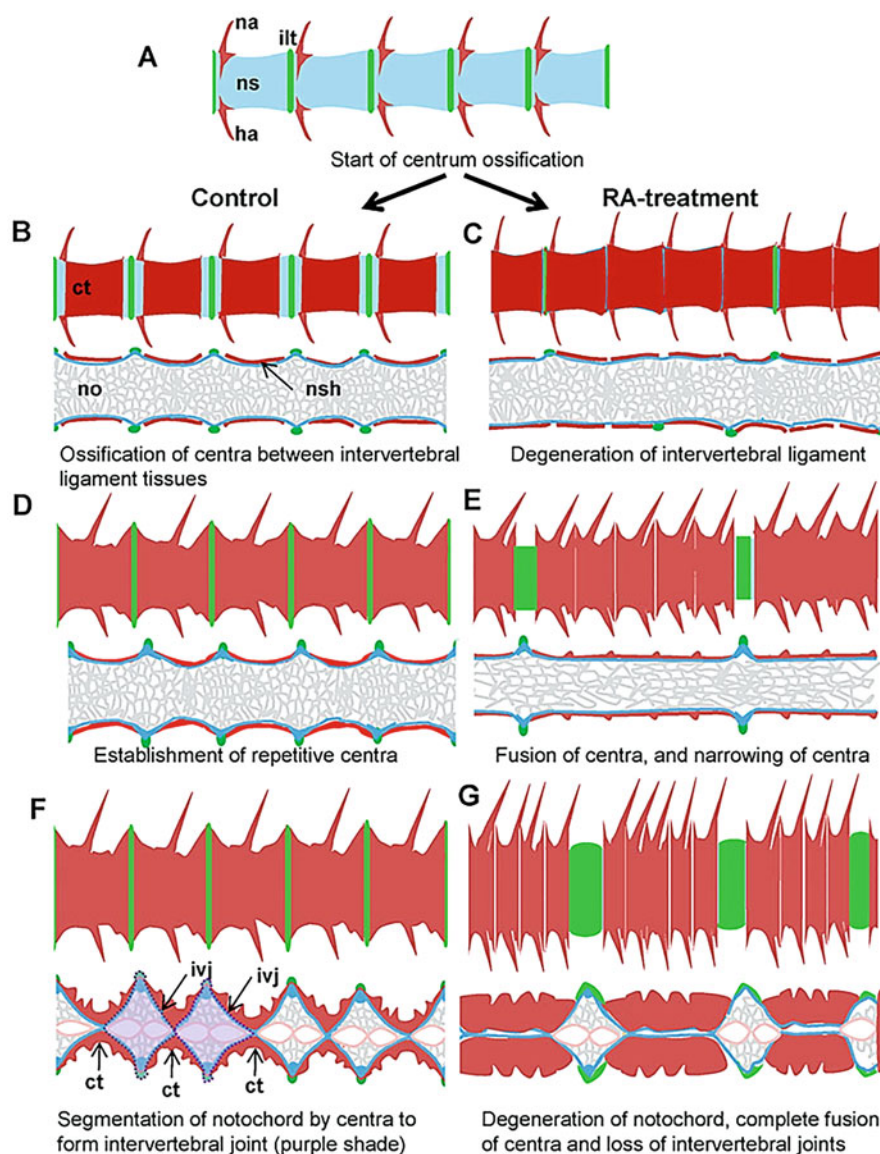 na
ilt
A
ns
ha
Start of centrum ossification
Control
RA-treatment
B
C
ct
no
nsh
Ossification of centra between intervertebral
ligament tissues
Degeneration of intervertebral ligament
D
E
Establishment of repetitive centra
Fusion of centra, and narrowing of centra
F
G
ivj
ivj
ct
ct
ct
Segmentation of notochord by centra to
form intervertebral joint (purple shade)
Degeneration of notochord, complete fusion
of centra and loss of intervertebral joints